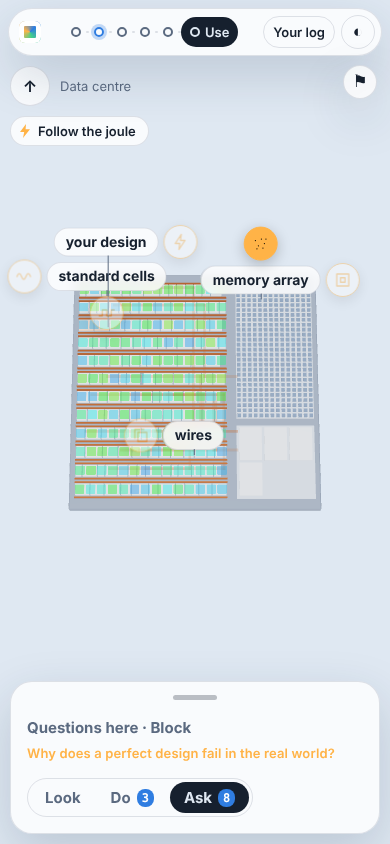 Use
Your log
Data centre
Follow the joule
your design
standard cells
memory array
wires
Questions here · Block
Why does a perfect design fail in the real world?
Look
Do 3
Ask 8